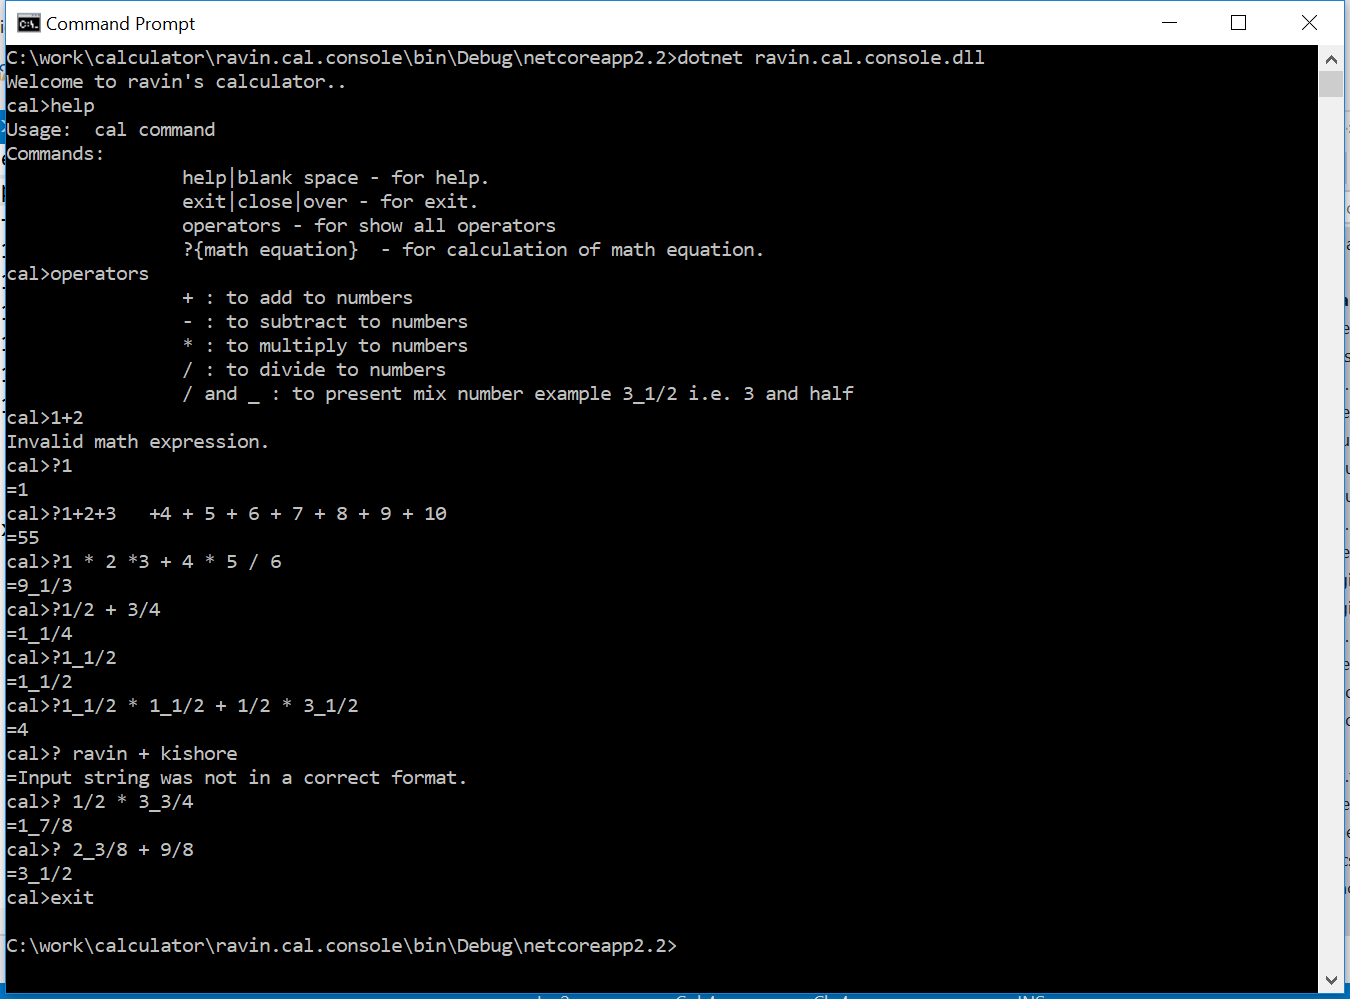 Command Prompt
C:\work\calculator\ravin.cal.console\bin\Debug\netcoreapp2.2>dotnet ravin.cal.console.dll
Welcome to ravin's calculator..
cal>help
Usage:  cal command
Commands:
                help|blank space - for help.
                exit|close|over - for exit.
                operators - for show all operators
                ?{math equation}  - for calculation of math equation.
cal>operators
                + : to add to numbers
                - : to subtract to numbers
                * : to multiply to numbers
                / : to divide to numbers
                / and _ : to present mix number example 3_1/2 i.e. 3 and half
cal>1+2
Invalid math expression.
cal>?1
=1
cal>?1+2+3   +4 + 5 + 6 + 7 + 8 + 9 + 10
=55
cal>?1 * 2 *3 + 4 * 5 / 6
=9_1/3
cal>?1/2 + 3/4
=1_1/4
cal>?1_1/2
=1_1/2
cal>?1_1/2 * 1_1/2 + 1/2 * 3_1/2
=4
cal>? ravin + kishore
=Input string was not in a correct format.
cal>? 1/2 * 3_3/4
=1_7/8
cal>? 2_3/8 + 9/8
=3_1/2
cal>exit
C:\work\calculator\ravin.cal.console\bin\Debug\netcoreapp2.2>